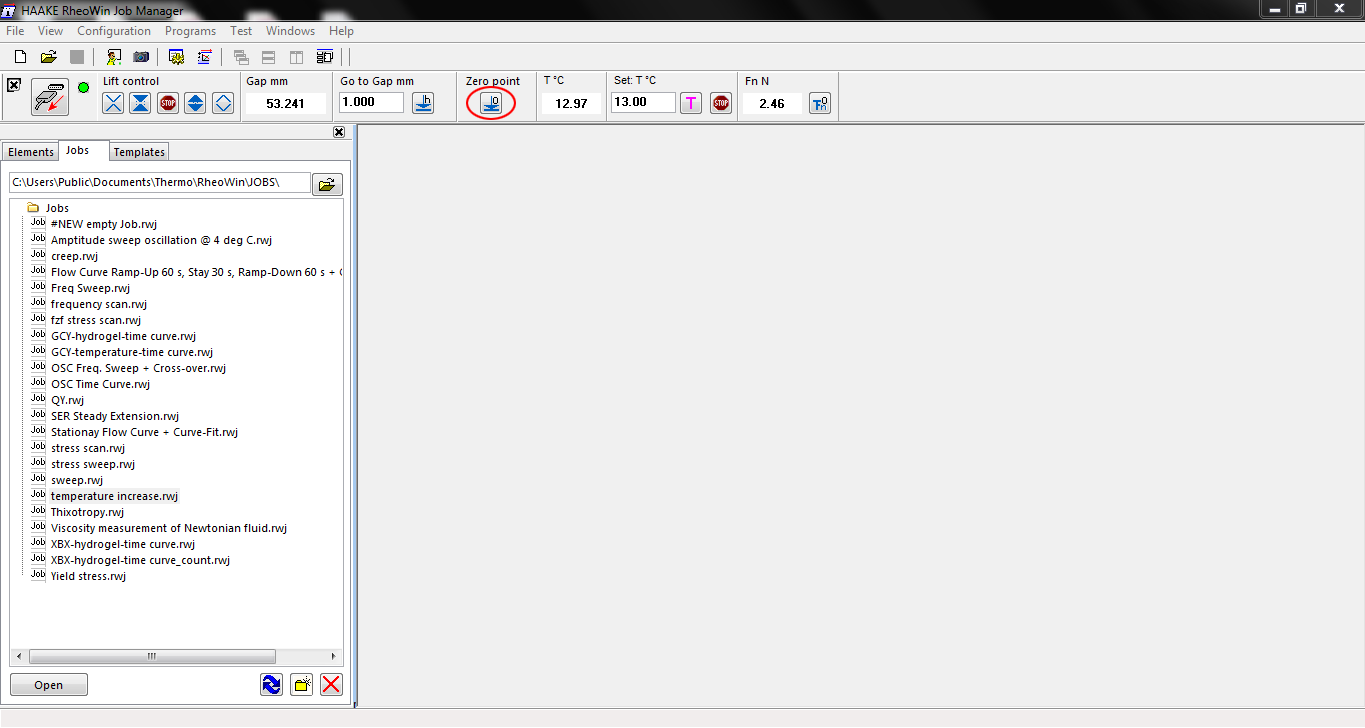 HAAKE RheoWin Job Manager
File View Configuration Programs Test Windows Help
Lift control Gap mm Go to Gap mm Zero point T °C Set: T °C Fn N
STOP 53.241 1.000 h 0 12.97 13.00 T STOP 2.46
Elements Jobs Templates
C:\Users\Public\Documents\Thermo\RheoWin\JOBS\
Jobs
Job #NEW empty Job.rwj
Job Amptitude sweep oscillation @ 4 deg C.rwj
Job creep.rwj
Job Flow Curve Ramp-Up 60 s, Stay 30 s, Ramp-Down 60 s +
Job Freq Sweep.rwj
Job frequency scan.rwj
Job fzf stress scan.rwj
Job GCY-hydrogel-time curve.rwj
Job GCY-temperature-time curve.rwj
Job OSC Freq. Sweep + Cross-over.rwj
Job OSC Time Curve.rwj
Job QY.rwj
Job SER Steady Extension.rwj
Job Stationay Flow Curve + Curve-Fit.rwj
Job stress scan.rwj
Job stress sweep.rwj
Job sweep.rwj
Job temperature increase.rwj
Job Thixotropy.rwj
Job Viscosity measurement of Newtonian fluid.rwj
Job XBX-hydrogel-time curve.rwj
Job XBX-hydrogel-time curve_count.rwj
Job Yield stress.rwj
Open